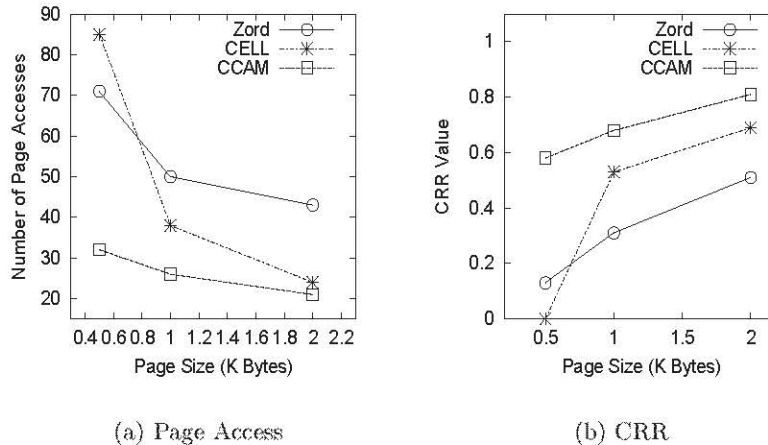 90
80
70
60
50
40
30
20
Number of Page Accesses
Zord
CELL
CCAM
0.4 0.6 0.8 1 1.2 1.4 1.6 1.8 2 2.2
Page Size (K Bytes)
(a) Page Access
1
0.8
0.6
0.4
0.2
0
CRR Value
Zord
CELL
CCAM
0.5 1 1.5 2
Page Size (K Bytes)
(b) CRR